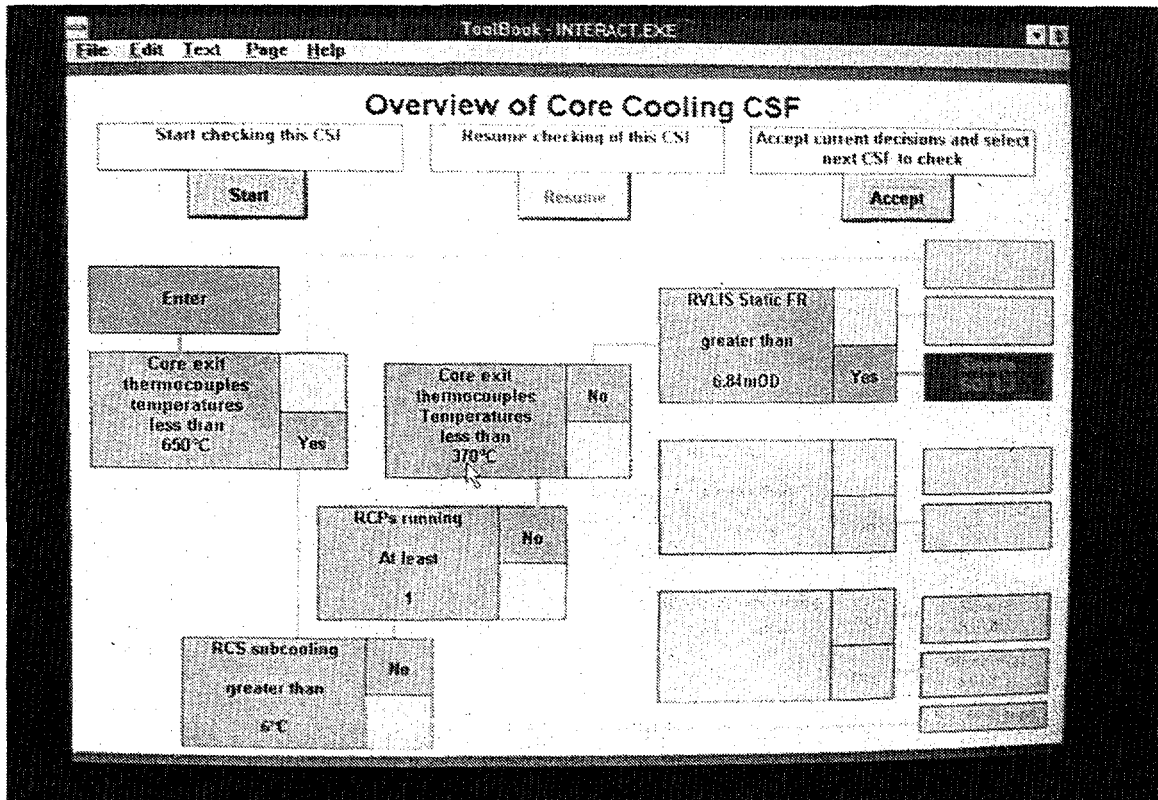 ToolBook - INTERACT.EXE
File Edit Text Page Help
Overview of Core Cooling CSF
Start checking this CSF
Resume checking of this CSF
Accept current decisions and select
next CSF to check
Start
Resume
Accept
Enter
Core exit
thermocouples
temperatures
less than
650°C
Yes
Core exit
thermocouples
Temperatures
less than
370°C
No
RVLIS Static FR
greater than
6.84mOD
Yes
RCPs running
At least
1
No
RCS subcooling
greater than
6°C
No